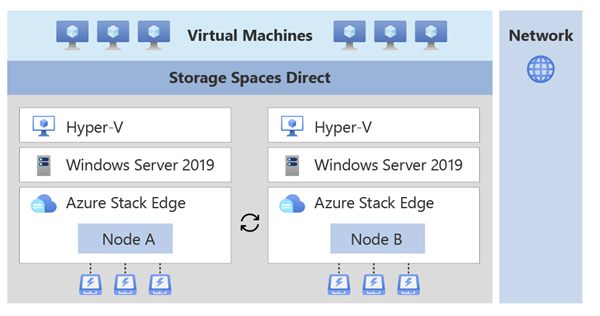 Virtual Machines
Network
Storage Spaces Direct
Hyper-V
Windows Server 2019
Azure Stack Edge
Node A
Hyper-V
Windows Server 2019
Azure Stack Edge
Node B